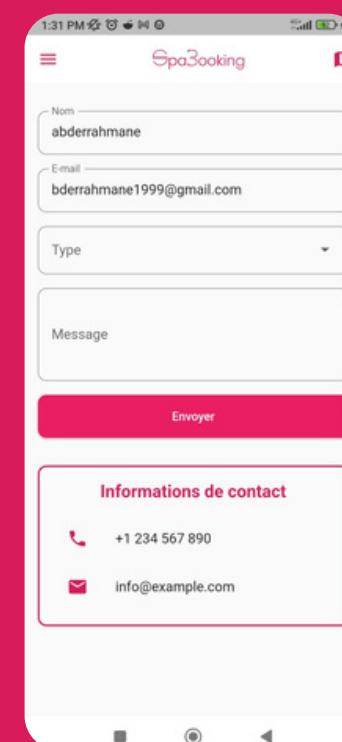 1:31 PM
SpaBooking
Nom
abderrahmane
E-mail
bderrahmane1999@gmail.com
Type
Message
Envoyer
Informations de contact
+1 234 567 890
info@example.com